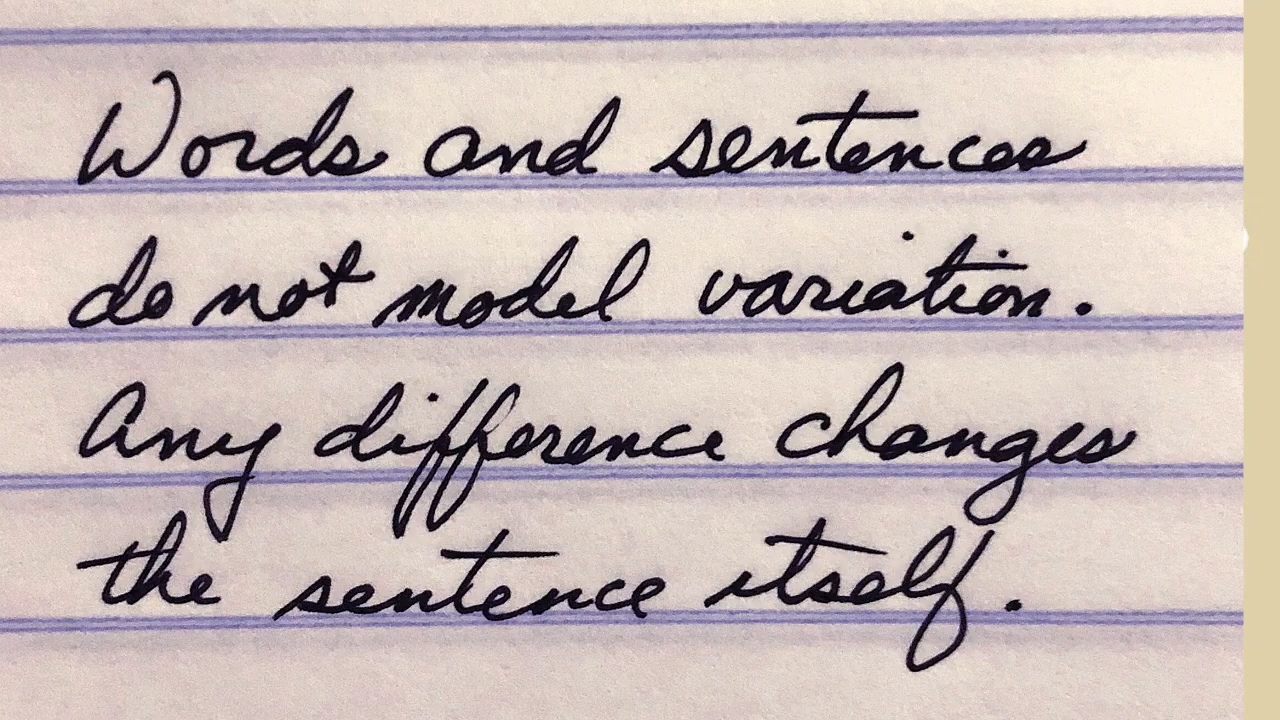 Words and sentences
do not model variation.
Any difference changes
the sentence itself.